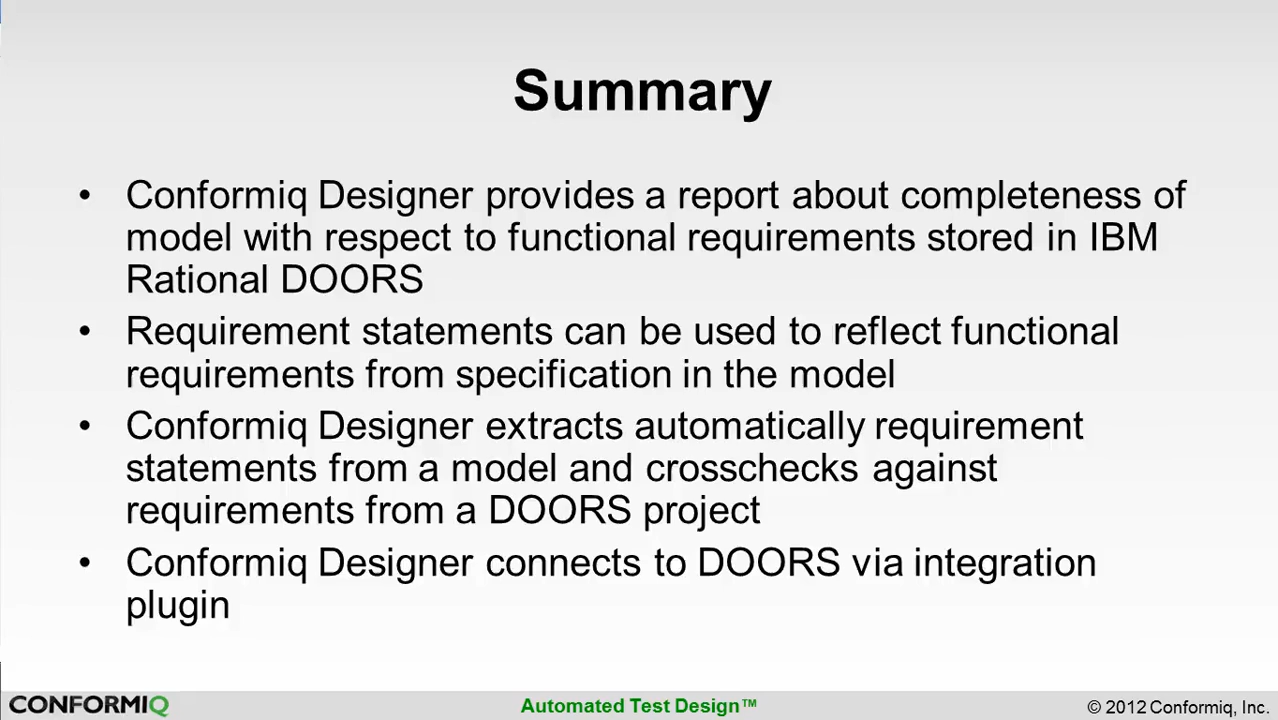 Summary
• Conformiq Designer provides a report about completeness of
model with respect to functional requirements stored in IBM
Rational DOORS
• Requirement statements can be used to reflect functional
requirements from specification in the model
• Conformiq Designer extracts automatically requirement
statements from a model and crosschecks against
requirements from a DOORS project
• Conformiq Designer connects to DOORS via integration
plugin
CONFORMIQ
Automated Test Design™
© 2012 Conformiq, Inc.